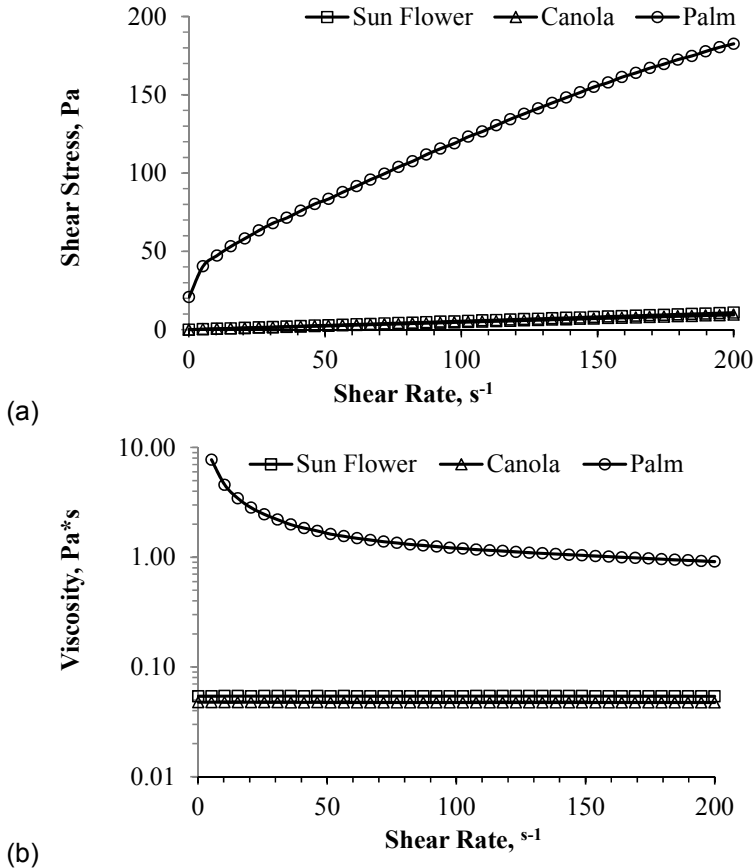 Sun Flower Canola Palm
200
150
100
50
0
Shear Stress, Pa
0 50 100 150 200
Shear Rate, s-1
(a)
Sun Flower Canola Palm
10.00
1.00
0.10
0.01
Viscosity, Pa*s
0 50 100 150 200
Shear Rate, s-1
(b)